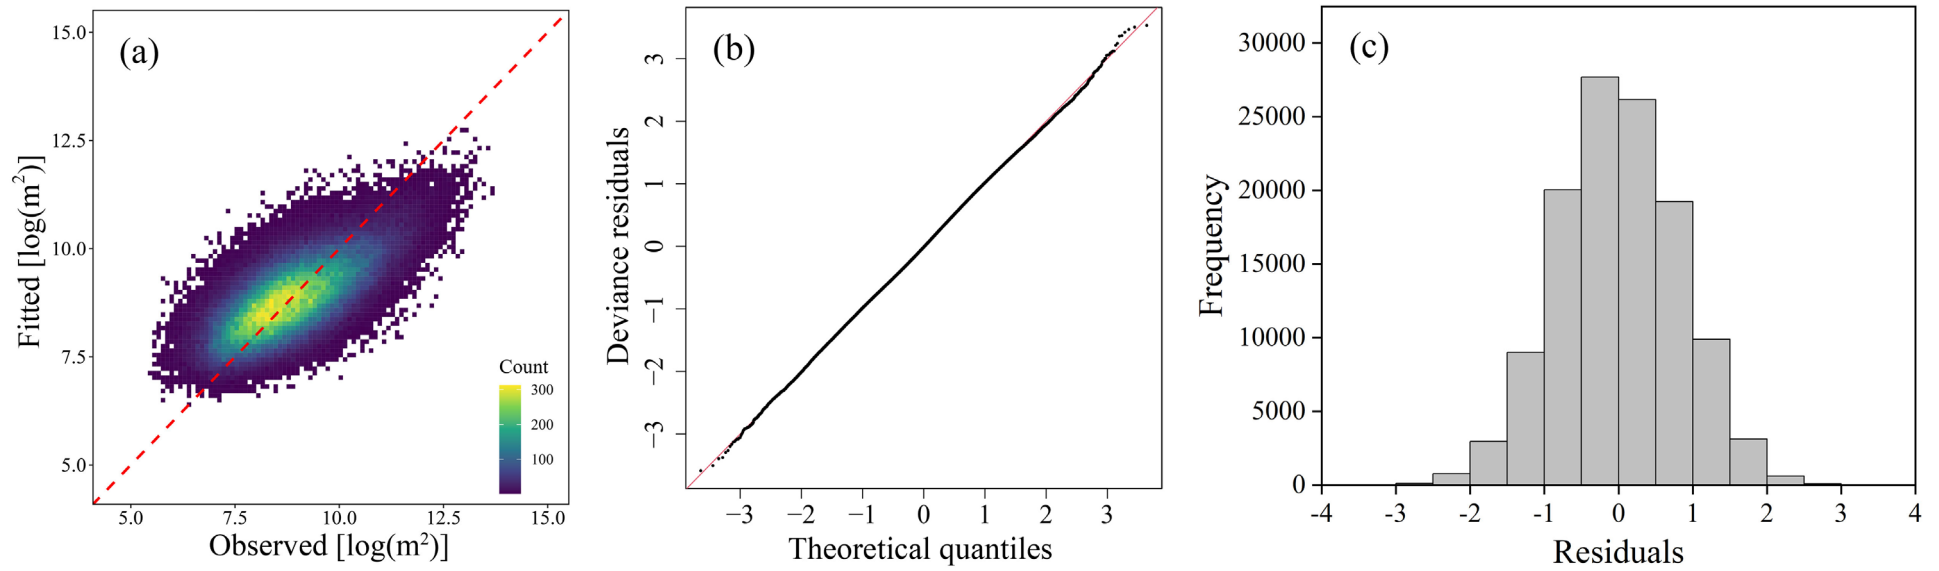 (a)
15.0
12.5
10.0
7.5
5.0
Fitted [log(m²)]
Count
300
200
100
5.0 7.5 10.0 12.5 15.0
Observed [log(m²)]
(b)
3
2
1
0
−1
−2
−3
Deviance residuals
−3 −2 −1 0 1 2 3
Theoretical quantiles
(c)
30000
25000
20000
15000
10000
5000
0
Frequency
-4 -3 -2 -1 0 1 2 3 4
Residuals